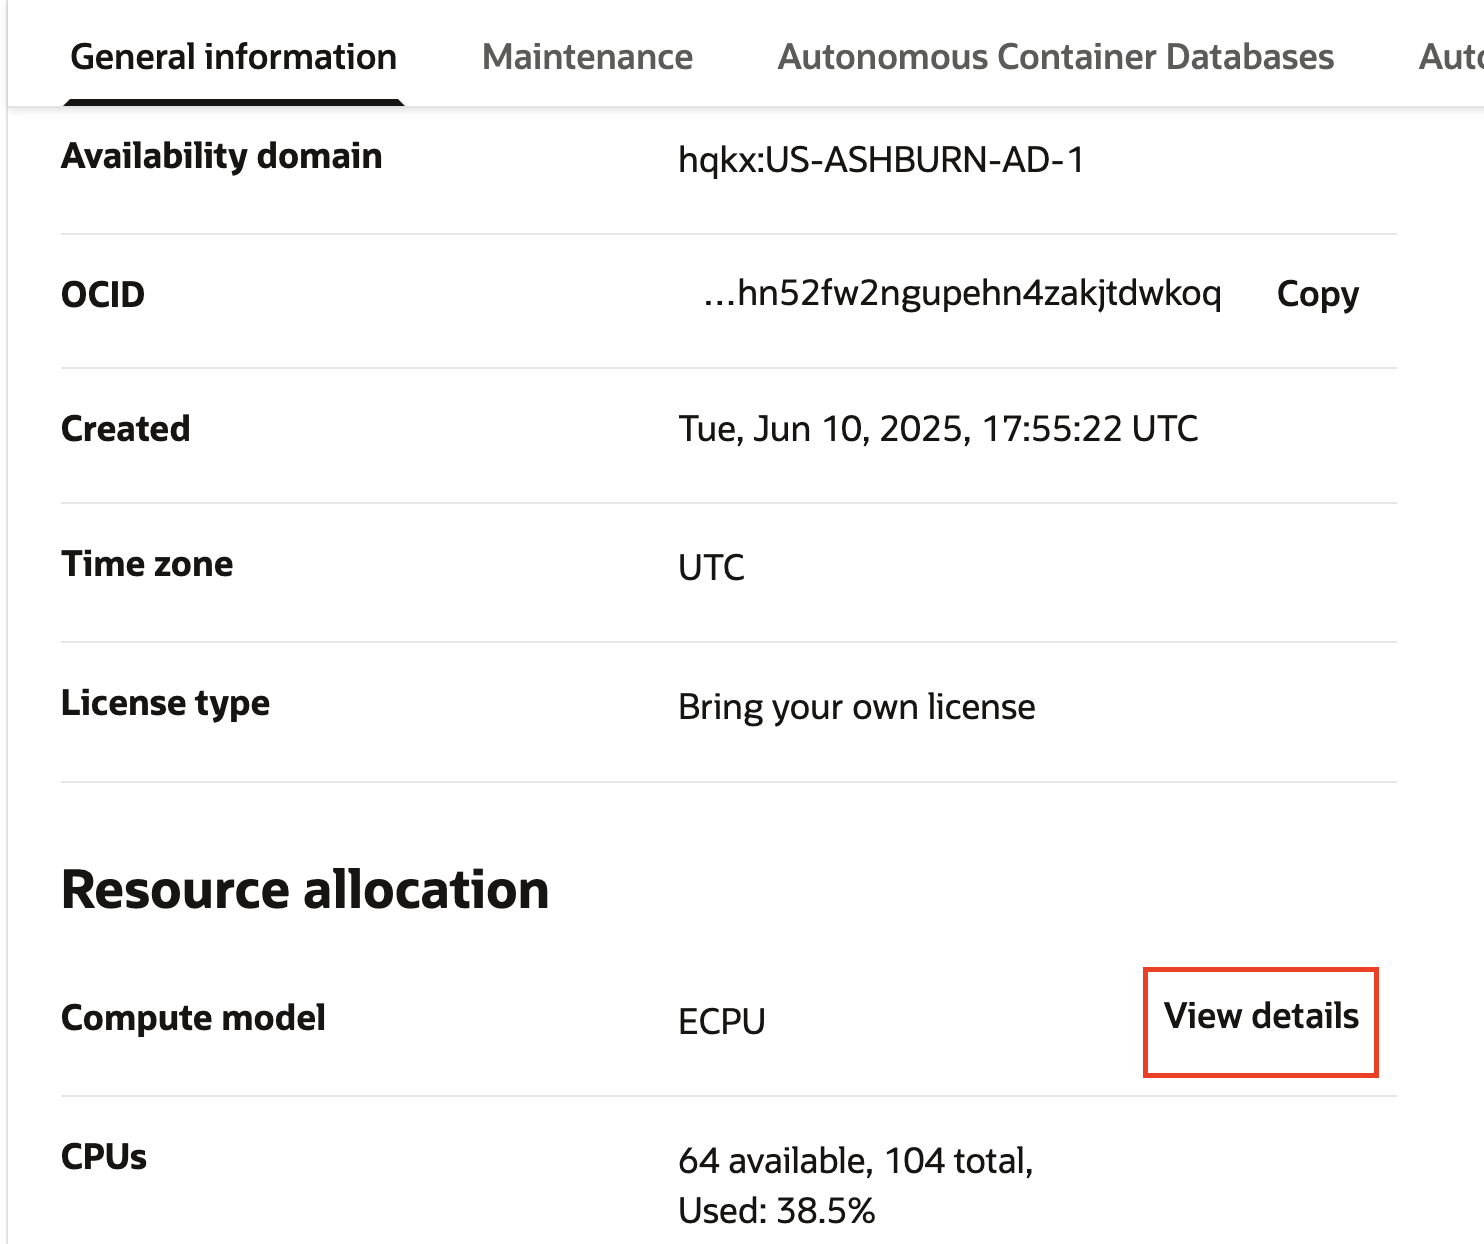 General information Maintenance Autonomous Container Databases Auto
Availability domain hqkx:US-ASHBURN-AD-1
OCID ...hn52fw2ngupehn4zakjtdwkoq Copy
Created Tue, Jun 10, 2025, 17:55:22 UTC
Time zone UTC
License type Bring your own license
Resource allocation
Compute model ECPU View details
CPUs 64 available, 104 total,
Used: 38.5%